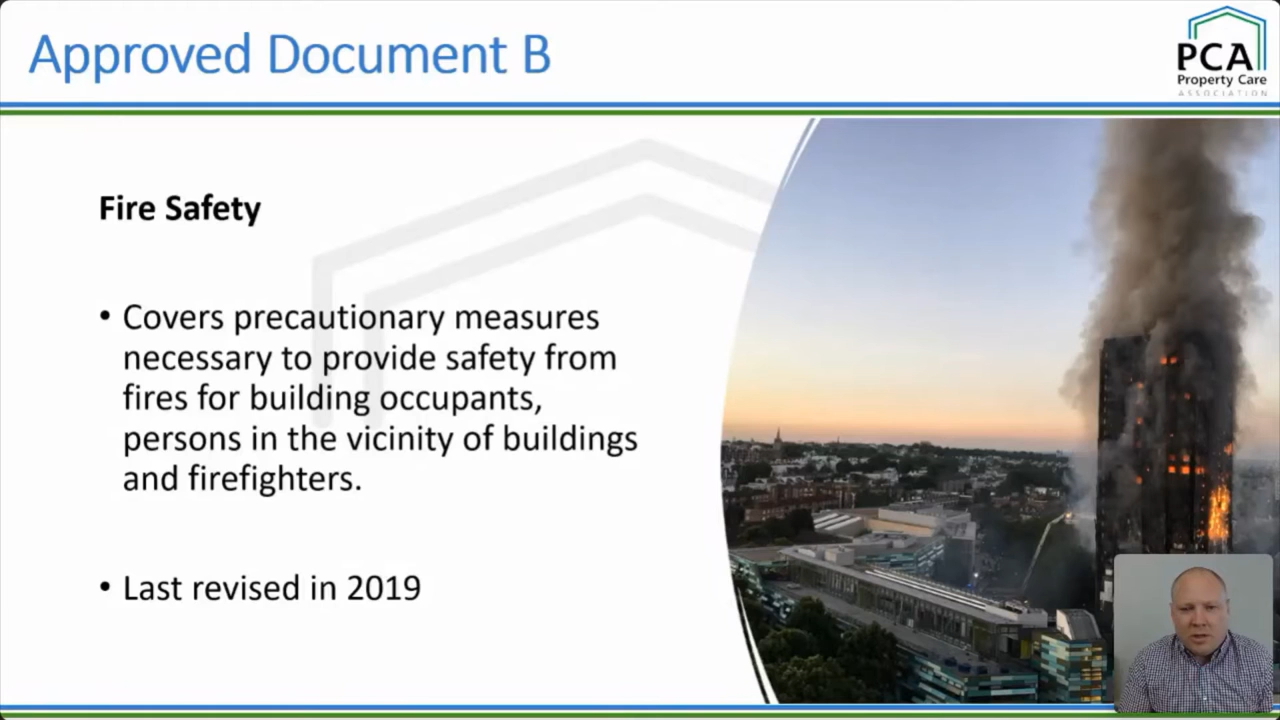 Approved Document B
PCA
Property Care
ASSOCIATION
Fire Safety
• Covers precautionary measures
necessary to provide safety from
fires for building occupants,
persons in the vicinity of buildings
and firefighters.
• Last revised in 2019